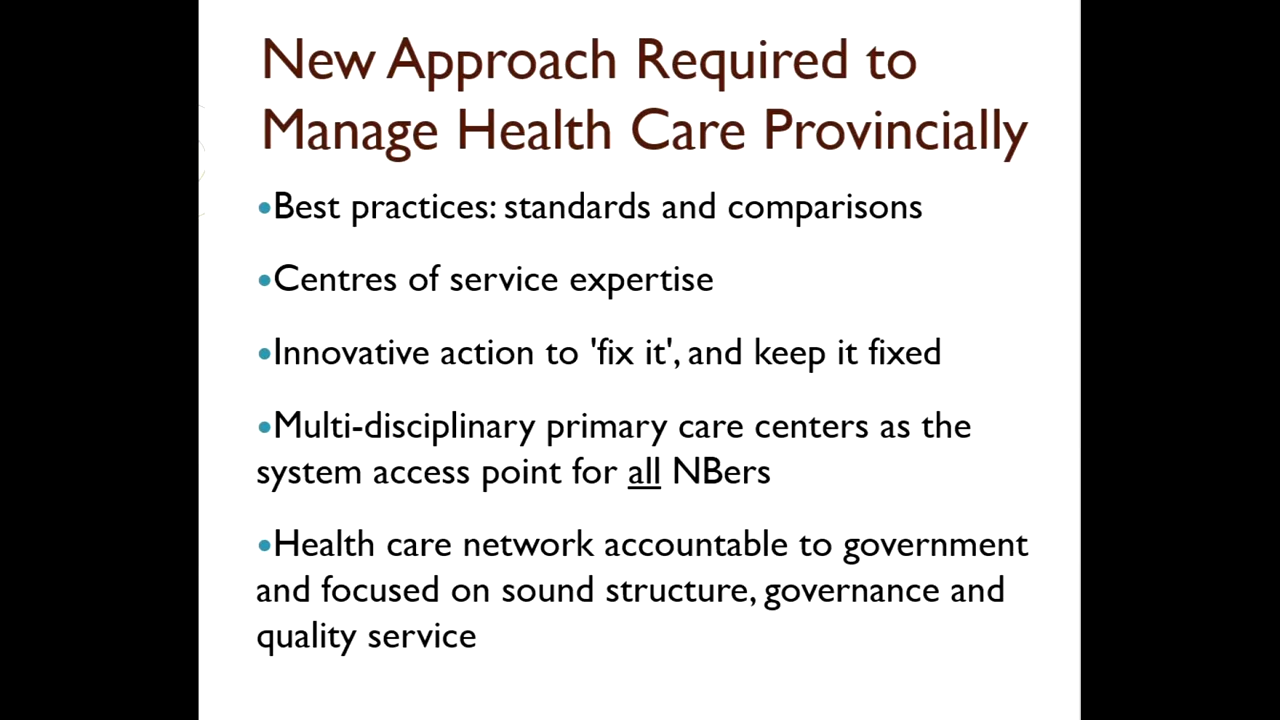 New Approach Required to
Manage Health Care Provincially
•Best practices: standards and comparisons
•Centres of service expertise
•Innovative action to 'fix it', and keep it fixed
•Multi-disciplinary primary care centers as the
system access point for all NBers
•Health care network accountable to government
and focused on sound structure, governance and
quality service